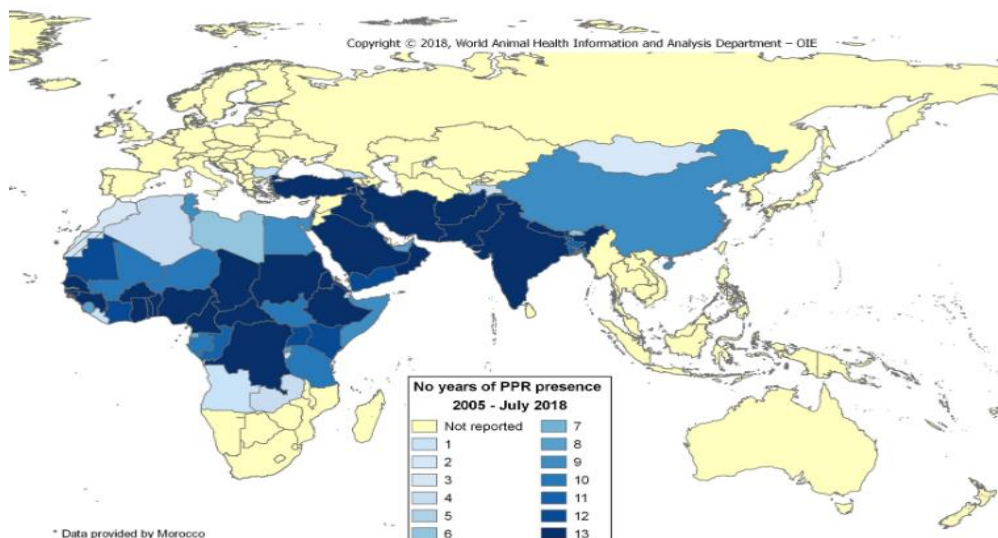 Copyright © 2018, World Animal Health Information and Analysis Department – OIE
No years of PPR presence
2005 - July 2018
Not reported
1
2
3
4
5
6
7
8
9
10
11
12
13
* Data provided by Morocco